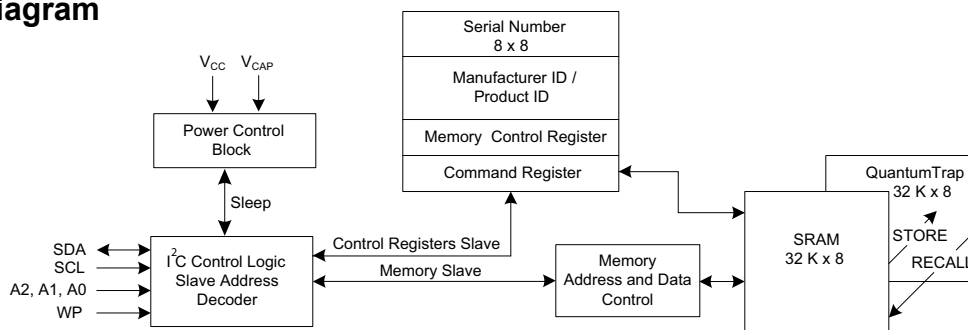 iagram
Serial Number
8 x 8
Manufacturer ID /
Product ID
Memory Control Register
Command Register
VCC VCAP
Power Control
Block
Sleep
SDA
SCL
A2, A1, A0
WP
I2C Control Logic
Slave Address
Decoder
Control Registers Slave
Memory Slave
Memory
Address and Data
Control
SRAM
32 K x 8
QuantumTrap
32 K x 8
STORE
RECALL